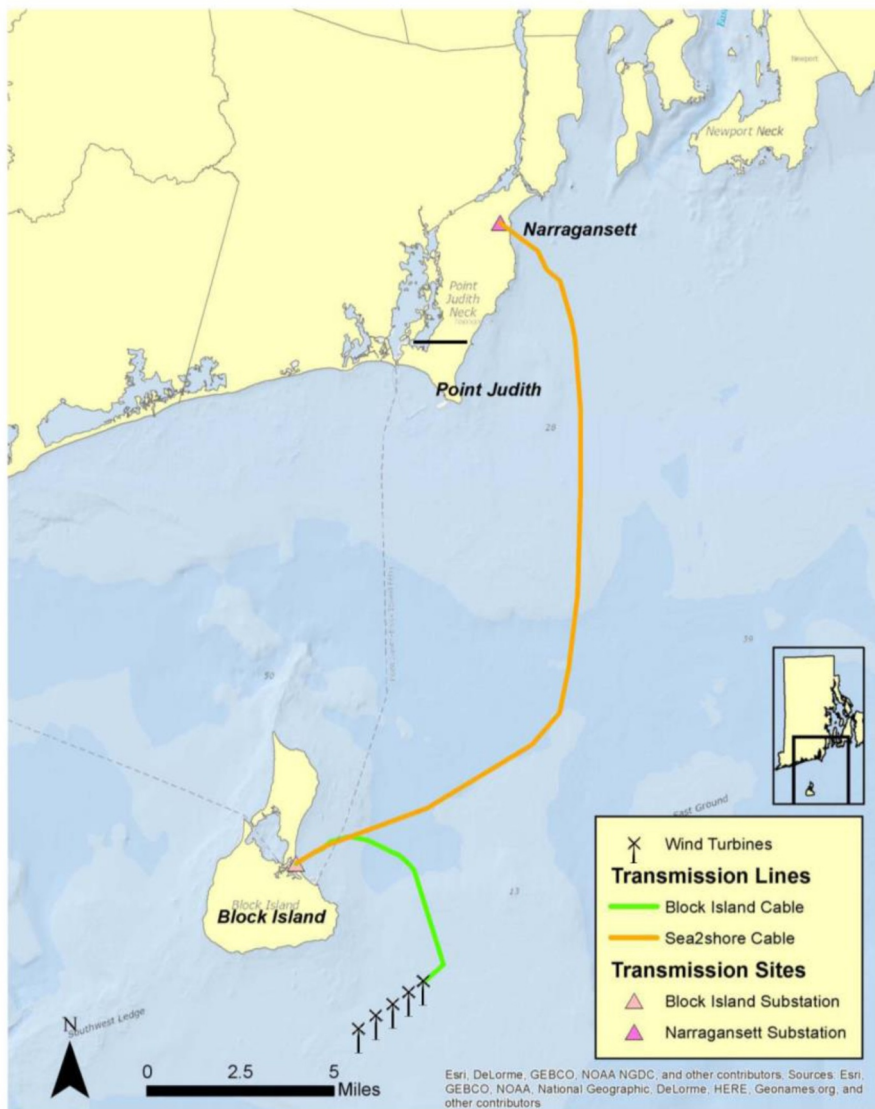 Newport
Newport Neck
Narragansett
Point
Judith
Neck
Point Judith
28
39
50
East Ground
Block Island
Block Island
13
Southwest Ledge
N
0
2.5
5
Miles
Wind Turbines
Transmission Lines
Block Island Cable
Sea2shore Cable
Transmission Sites
Block Island Substation
Narragansett Substation
Esri, DeLorme, GEBCO, NOAA NGDC, and other contributors, Sources: Esri,
GEBCO, NOAA, National Geographic, DeLorme, HERE, Geonames.org, and
other contributors